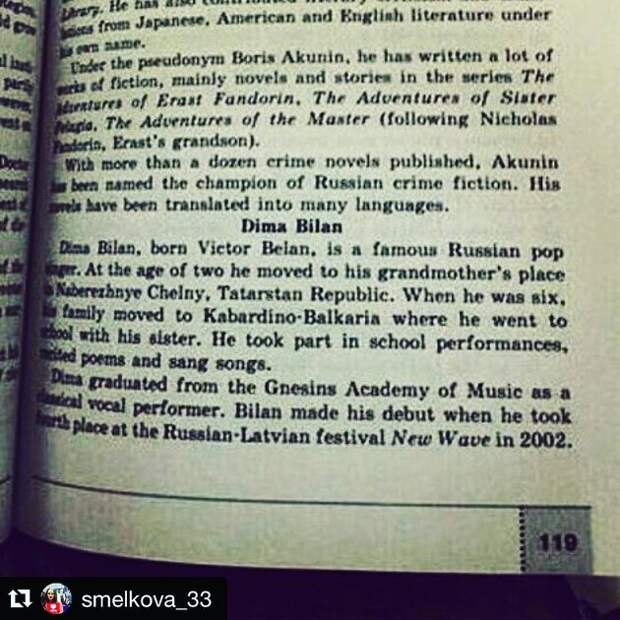 Library. He has also
from Japanese, American and English literature under
his own name.
Under the pseudonym Boris Akunin, he has written a lot of
works of fiction, mainly novels and stories in the series The
Adventures of Erast Fandorin, The Adventures of Sister
Pelagia, The Adventures of the Master (following Nicholas
Fandorin, Erast's grandson).
With more than a dozen crime novels published, Akunin
has been named the champion of Russian crime fiction. His
novels have been translated into many languages.
Dima Bilan
Dima Bilan, born Victor Belan, is a famous Russian pop
singer. At the age of two he moved to his grandmother's place
in Naberezhnye Chelny, Tatarstan Republic. When he was six,
his family moved to Kabardino-Balkaria where he went to
school with his sister. He took part in school performances,
recited poems and sang songs.
Dima graduated from the Gnesins Academy of Music as a
classical vocal performer. Bilan made his debut when he took
fourth place at the Russian-Latvian festival New Wave in 2002.
119
smelkova_33